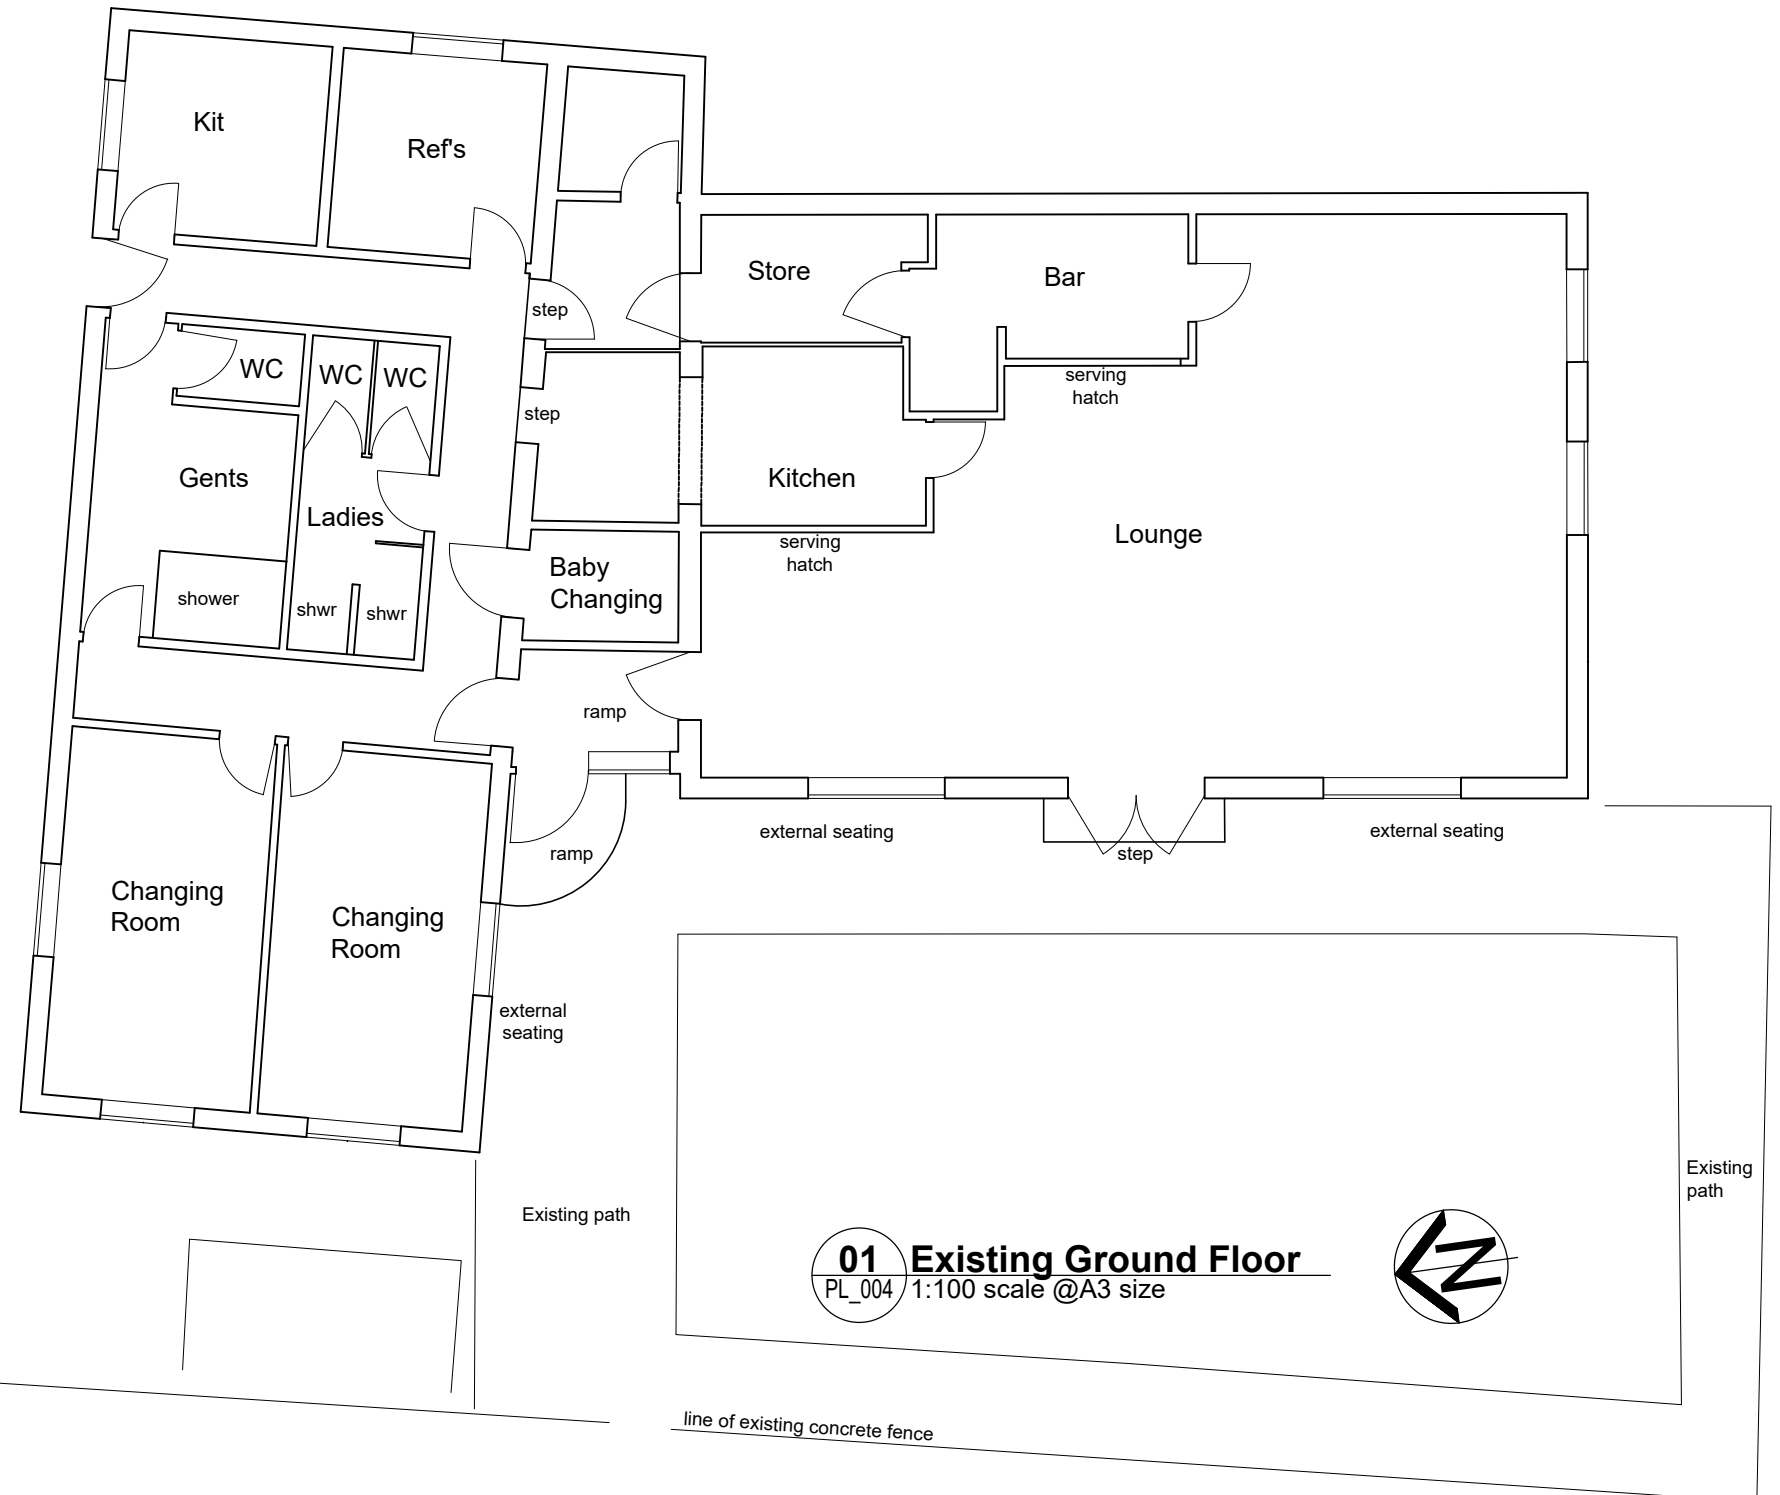 Kit
Ref's
Store
Bar
step
WC
WC
WC
serving
hatch
step
Gents
Kitchen
Ladies
Lounge
serving
hatch
Baby
Changing
shower
shwr
shwr
ramp
external seating
step
external seating
ramp
Changing
Room
Changing
Room
external
seating
Existing
path
Existing path
01
PL_004
Existing Ground Floor
1:100 scale @A3 size
N
line of existing concrete fence